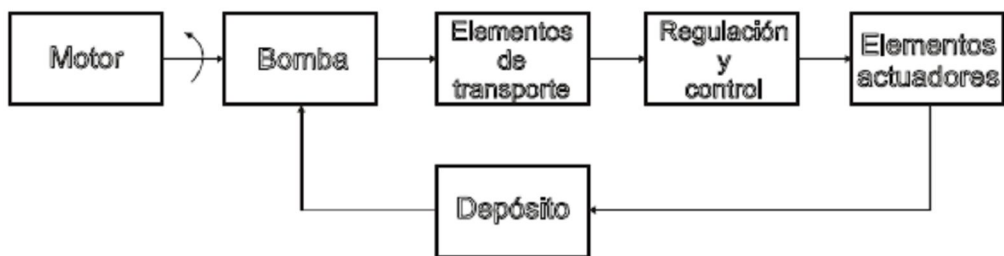 Motor
Bomba
Elementos
de
transporte
Regulación
y
control
Elementos
actuadores
Depósito